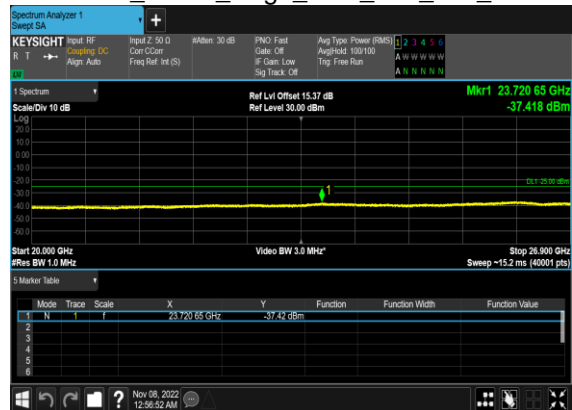 Spectrum Analyzer 1
Swept SA
+
KEYSIGHT Input: RF Input Z: 50 Ω #Atten: 30 dB PNO: Fast Avg Type: Power (RMS) 1 2 3 4 5 6
R T Coupling: DC Corr CCorr Gate: Off Avg|Hold: 100/100 A W W W W W
Align: Auto Freq Ref: Int (S) IF Gain: Low Trig: Free Run
LW Sig Track: Off A N N N N N
1 Spectrum Ref Lvl Offset 15.37 dB Mkr1 23.720 65 GHz
Scale/Div 10 dB Ref Level 30.00 dBm -37.418 dBm
Log
20.0
10.0
0.00
-10.0
-20.0
DL1 -25.00 dBm
-30.0
1
-40.0
-50.0
-60.0
Start 20.000 GHz Video BW 3.0 MHz* Stop 26.900 GHz
#Res BW 1.0 MHz Sweep ~15.2 ms (40001 pts)
5 Marker Table
Mode Trace Scale X Y Function Function Width Function Value
1 N 1 f 23.720 65 GHz -37.42 dBm
2
3
4
5
6
? Nov 08, 2022
12:56:52 AM